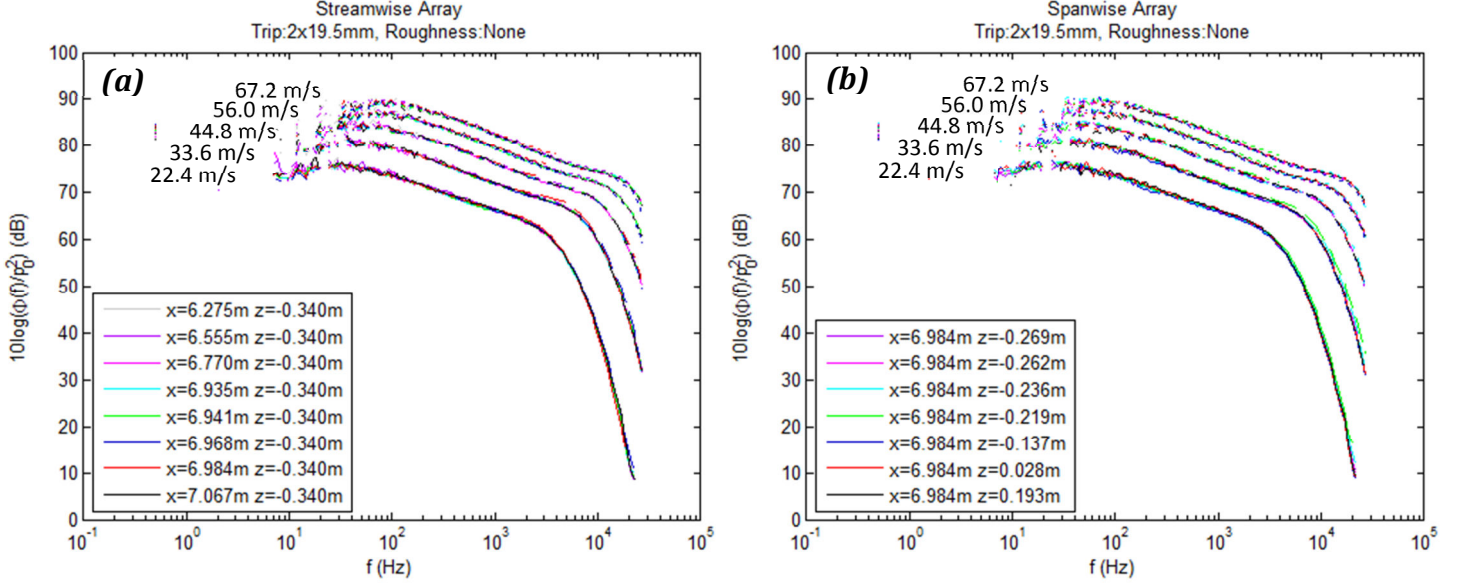 Streamwise Array
Trip:2x19.5mm, Roughness:None
(a)
67.2 m/s
56.0 m/s
44.8 m/s
33.6 m/s
22.4 m/s
100
90
80
70
60
50
40
30
20
10
0
10log(Φ(f)/p₀²) (dB)
x=6.275m z=-0.340m
x=6.555m z=-0.340m
x=6.770m z=-0.340m
x=6.935m z=-0.340m
x=6.941m z=-0.340m
x=6.968m z=-0.340m
x=6.984m z=-0.340m
x=7.067m z=-0.340m
10⁻¹ 10⁰ 10¹ 10² 10³ 10⁴ 10⁵
f (Hz)
Spanwise Array
Trip:2x19.5mm, Roughness:None
(b)
67.2 m/s
56.0 m/s
44.8 m/s
33.6 m/s
22.4 m/s
100
90
80
70
60
50
40
30
20
10
0
10log(Φ(f)/p₀²) (dB)
x=6.984m z=-0.269m
x=6.984m z=-0.262m
x=6.984m z=-0.236m
x=6.984m z=-0.219m
x=6.984m z=-0.137m
x=6.984m z=0.028m
x=6.984m z=0.193m
10⁻¹ 10⁰ 10¹ 10² 10³ 10⁴ 10⁵
f (Hz)